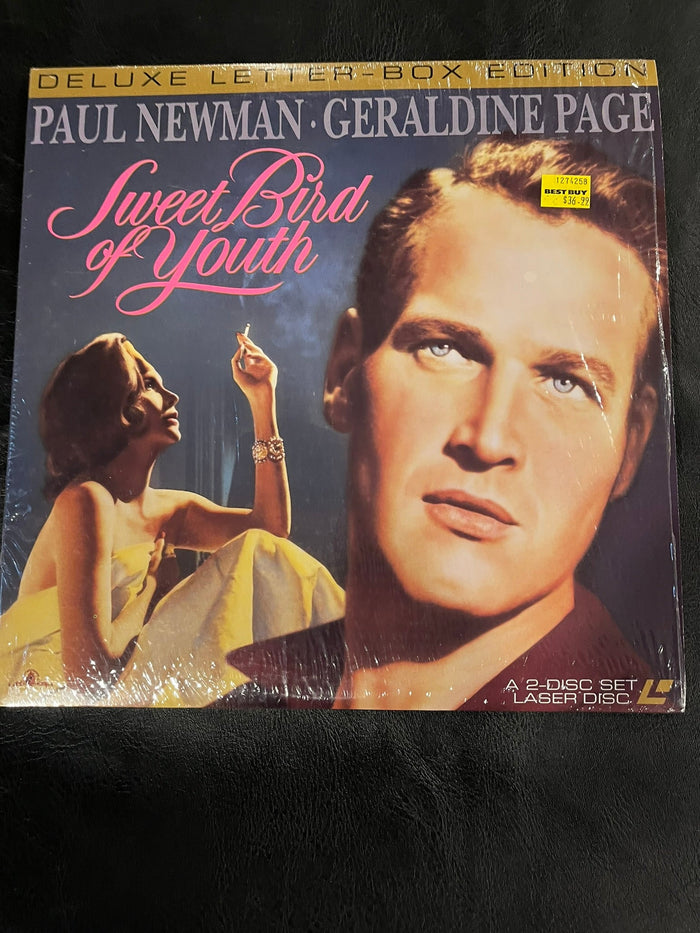 DELUXE LETTER-BOX EDITION
PAUL NEWMAN · GERALDINE PAGE
Sweet Bird
of Youth
1274268
BEST BUY
$36.99
A 2-DISC SET
LASER DISC